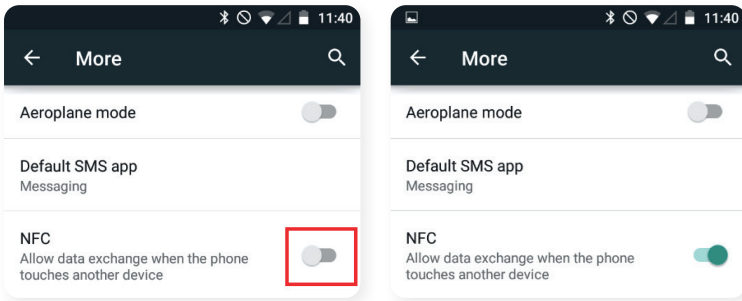 11:40
More
Aeroplane mode
Default SMS app
Messaging
NFC
Allow data exchange when the phone
touches another device
11:40
More
Aeroplane mode
Default SMS app
Messaging
NFC
Allow data exchange when the phone
touches another device